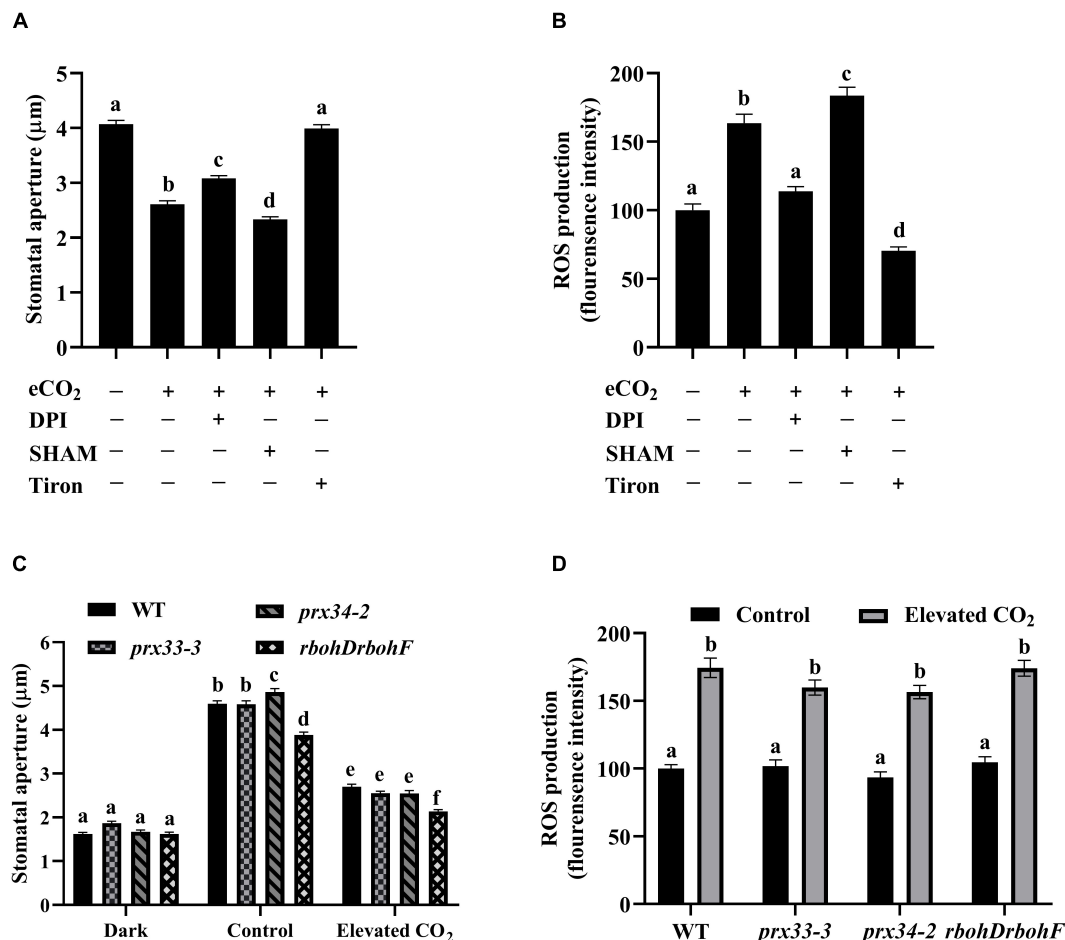 A
Stomatal aperture (µm)
5
4
3
2
1
0
a
b
c
d
a
eCO2 – + + + +
DPI – – + – –
SHAM – – – + –
Tiron – – – – +
B
ROS production
(flourensence intensity)
200
150
100
50
0
a
b
a
c
d
eCO2 – + + + +
DPI – – + – –
SHAM – – – + –
Tiron – – – – +
C
WT
prx34-2
prx33-3
rbohDrbohF
Stomatal aperture (µm)
6
5
4
3
2
1
0
a a a a
b b c d
e e e f
Dark Control Elevated CO2
D
Control Elevated CO2
ROS production
(flourensence intensity)
200
150
100
50
0
a b a b a b a b
WT prx33-3 prx34-2 rbohDrbohF